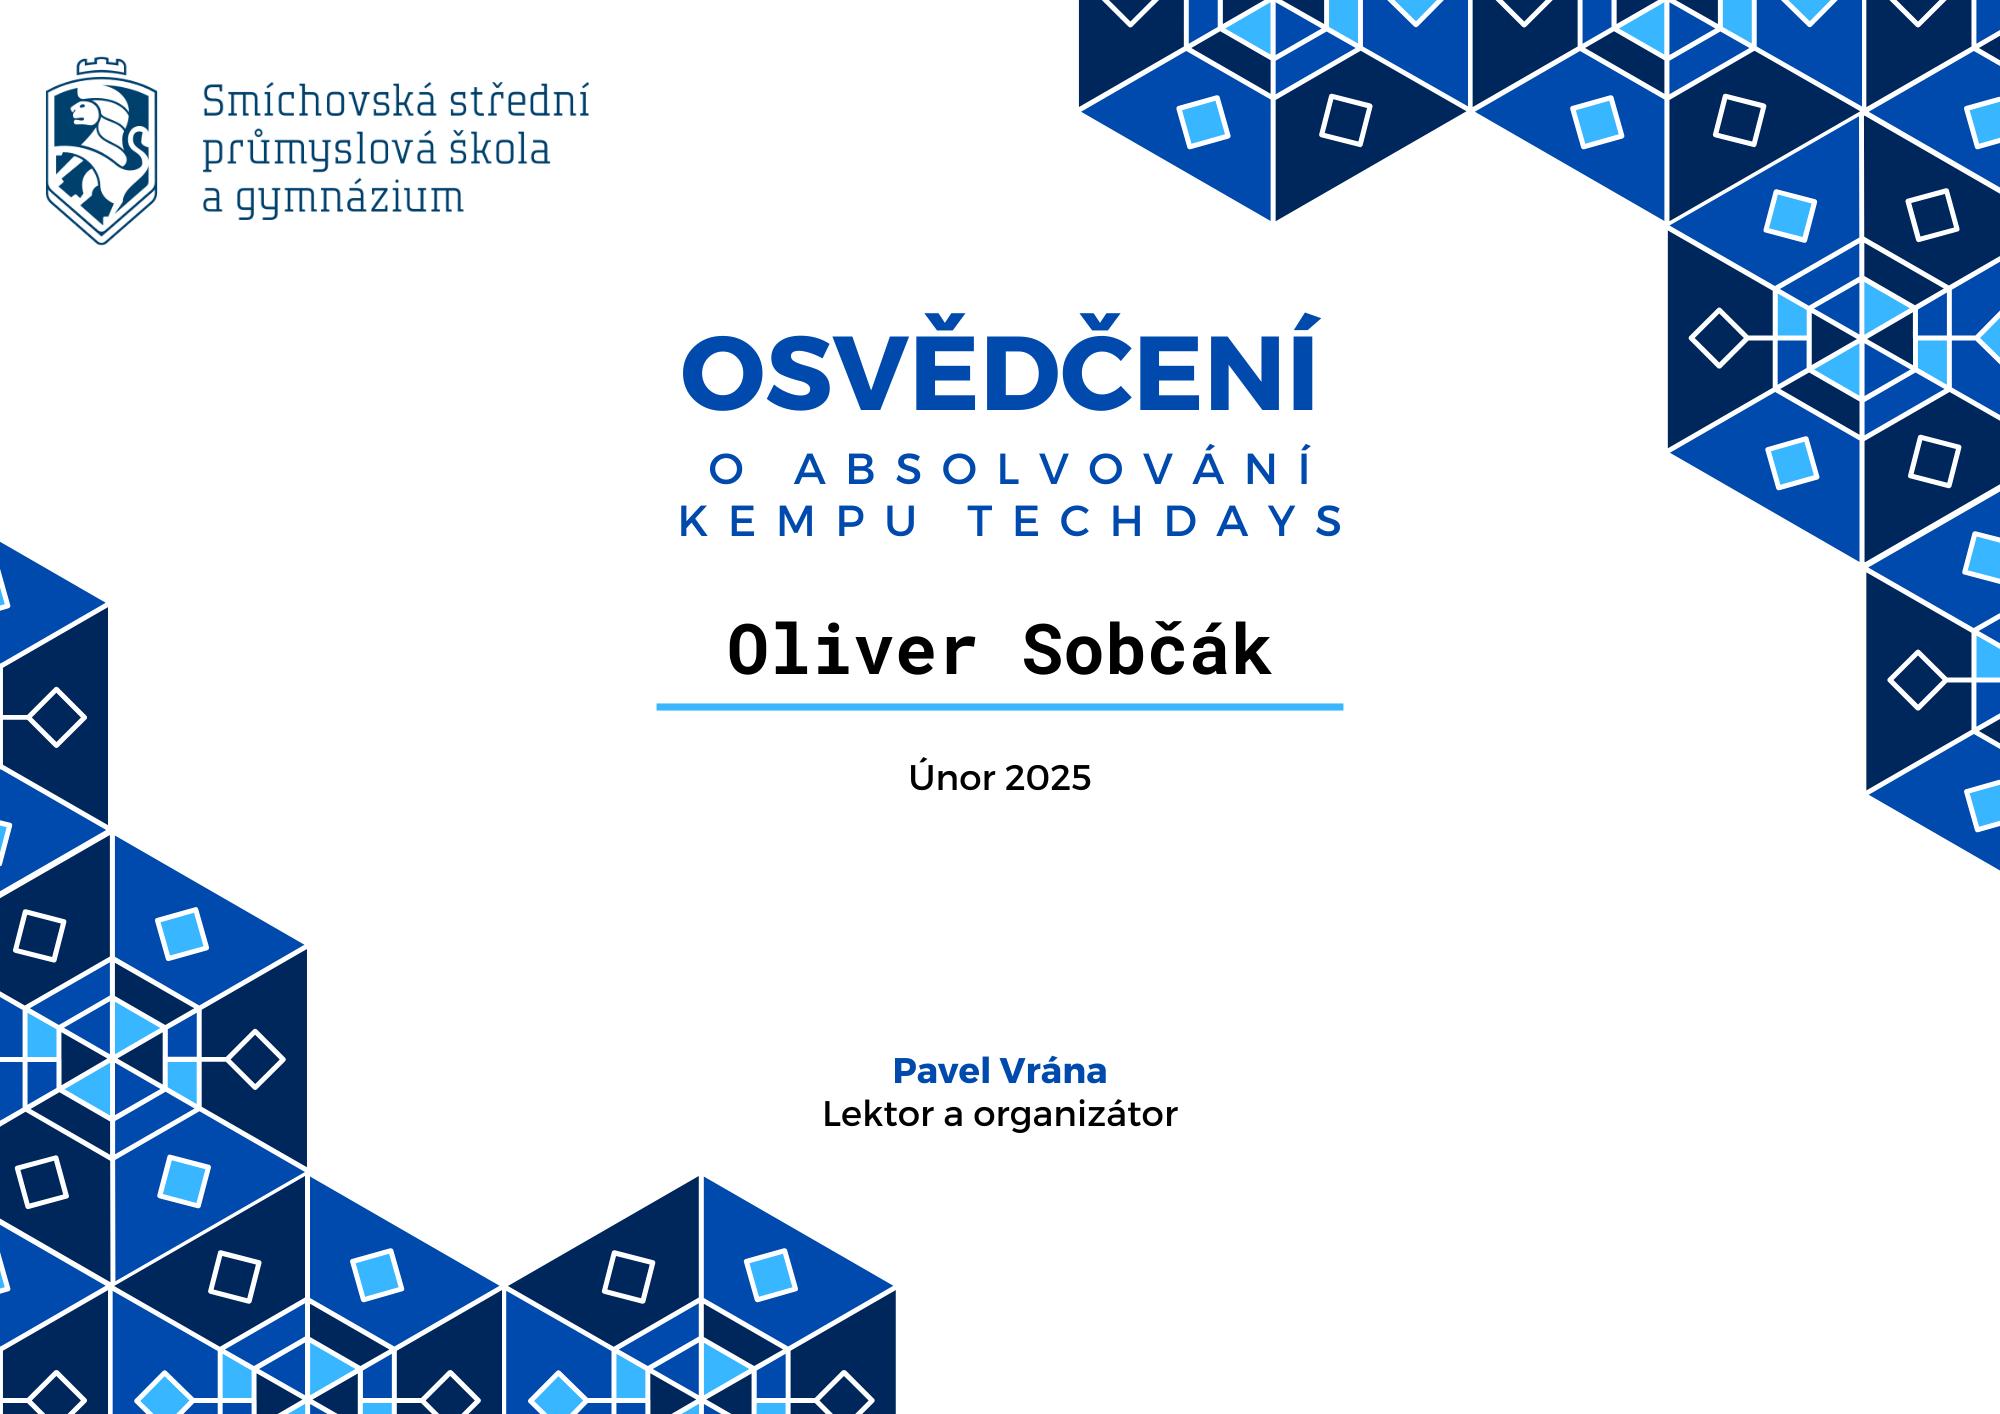 Smíchovská střední
průmyslová škola
a gymnázium
OSVĚDČENÍ
O ABSOLVOVÁNÍ
KEMPU TECHDAYS
Oliver Sobčák
Únor 2025
Pavel Vrána
Lektor a organizátor